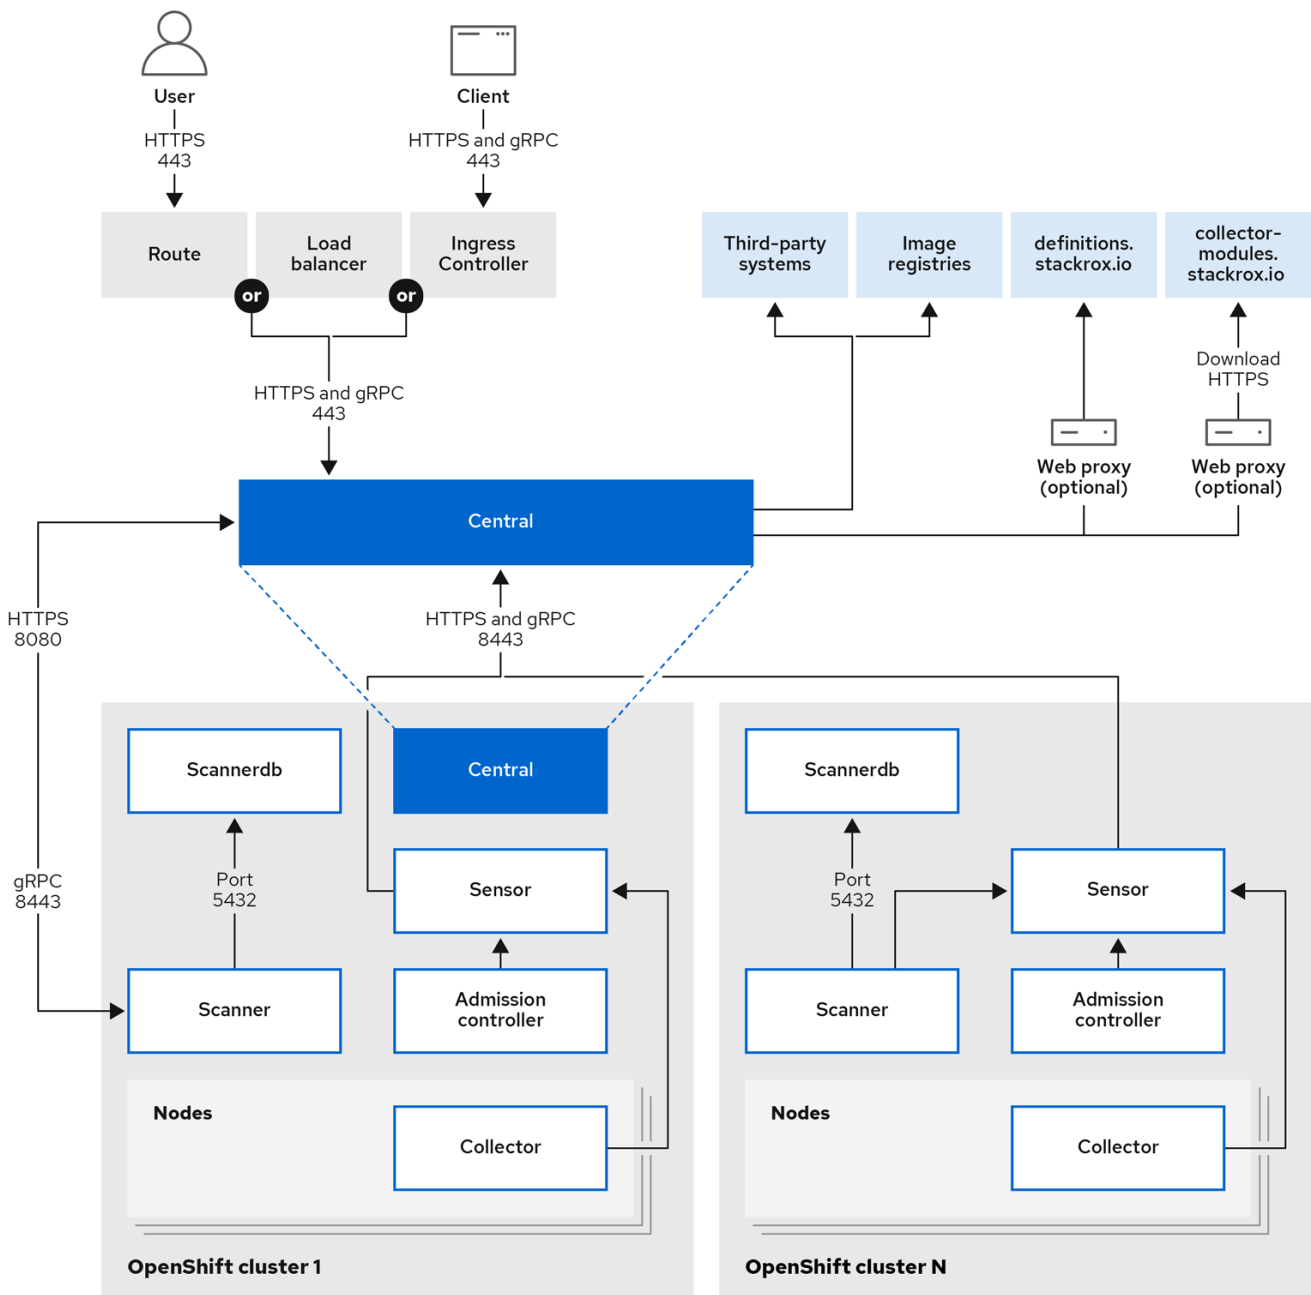 User
Client
HTTPS
443
HTTPS and gRPC
443
Route
Load
balancer
Ingress
Controller
or
or
Third-party
systems
Image
registries
definitions.
stackrox.io
collector-
modules.
stackrox.io
HTTPS and gRPC
443
Download
HTTPS
Web proxy
(optional)
Web proxy
(optional)
Central
HTTPS
8080
HTTPS and gRPC
8443
gRPC
8443
Scannerdb
Central
Port
5432
Sensor
Scanner
Admission
controller
Nodes
Collector
OpenShift cluster 1
Scannerdb
Port
5432
Sensor
Scanner
Admission
controller
Nodes
Collector
OpenShift cluster N